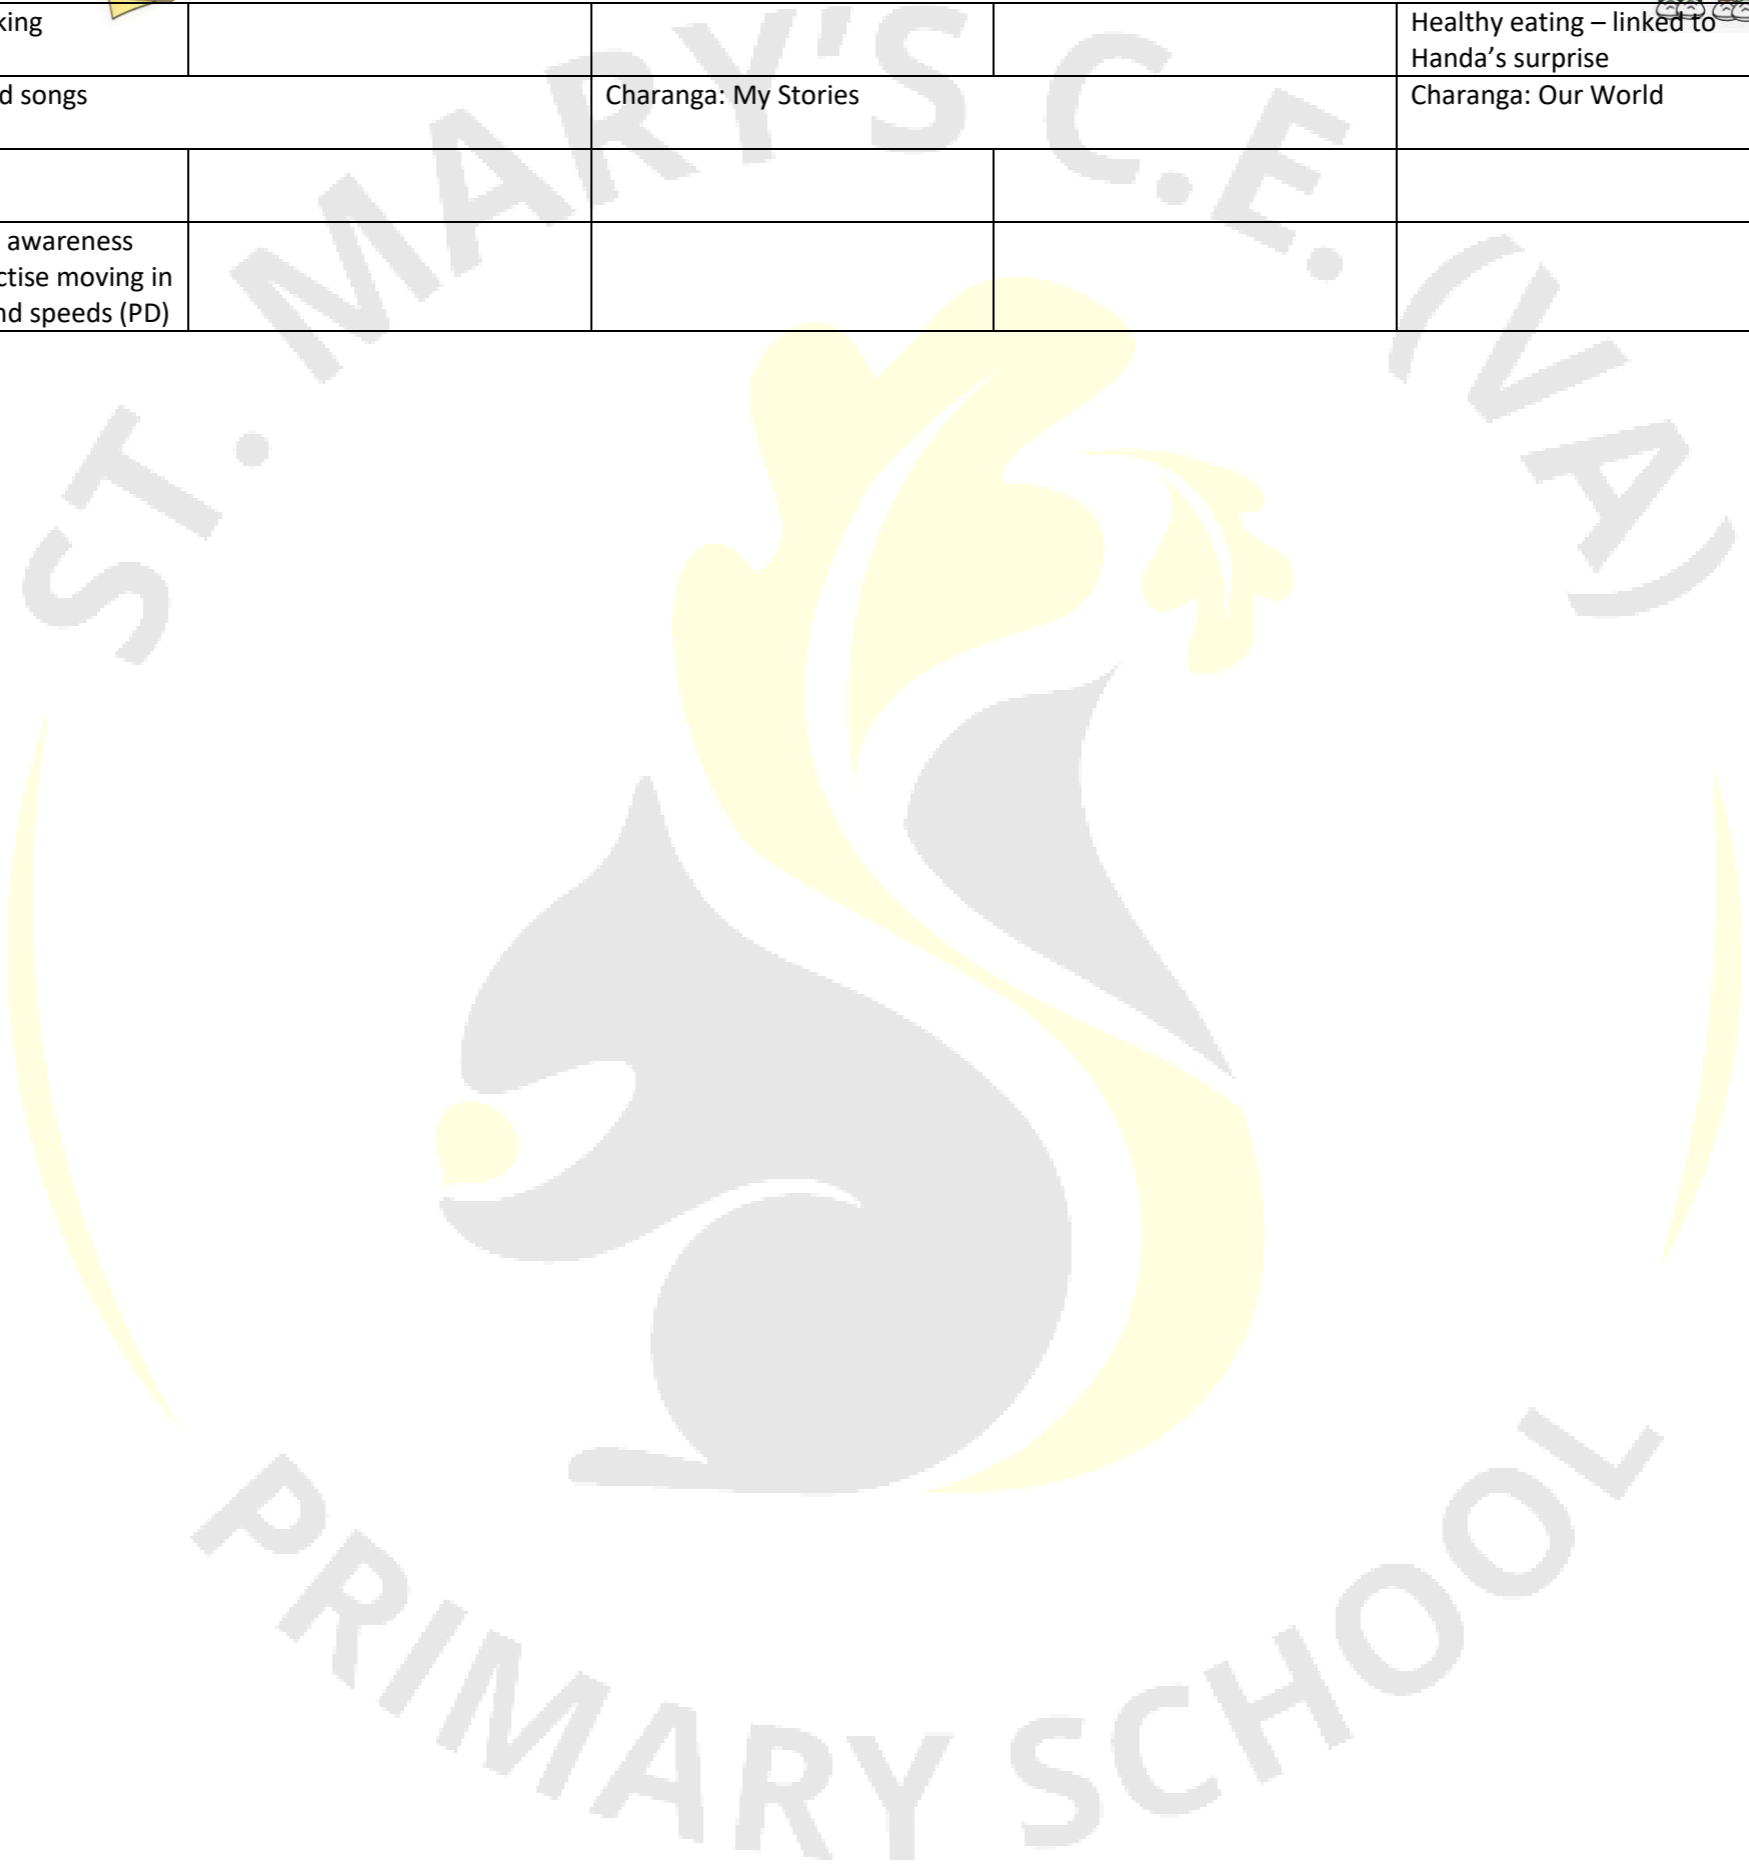 king
Healthy eating – linked to
Handa’s surprise
d songs
Charanga: My Stories
Charanga: Our World
awareness
ctise moving in
nd speeds (PD)
ST. MARY'S C.E. (VA)
PRIMARY SCHOOL